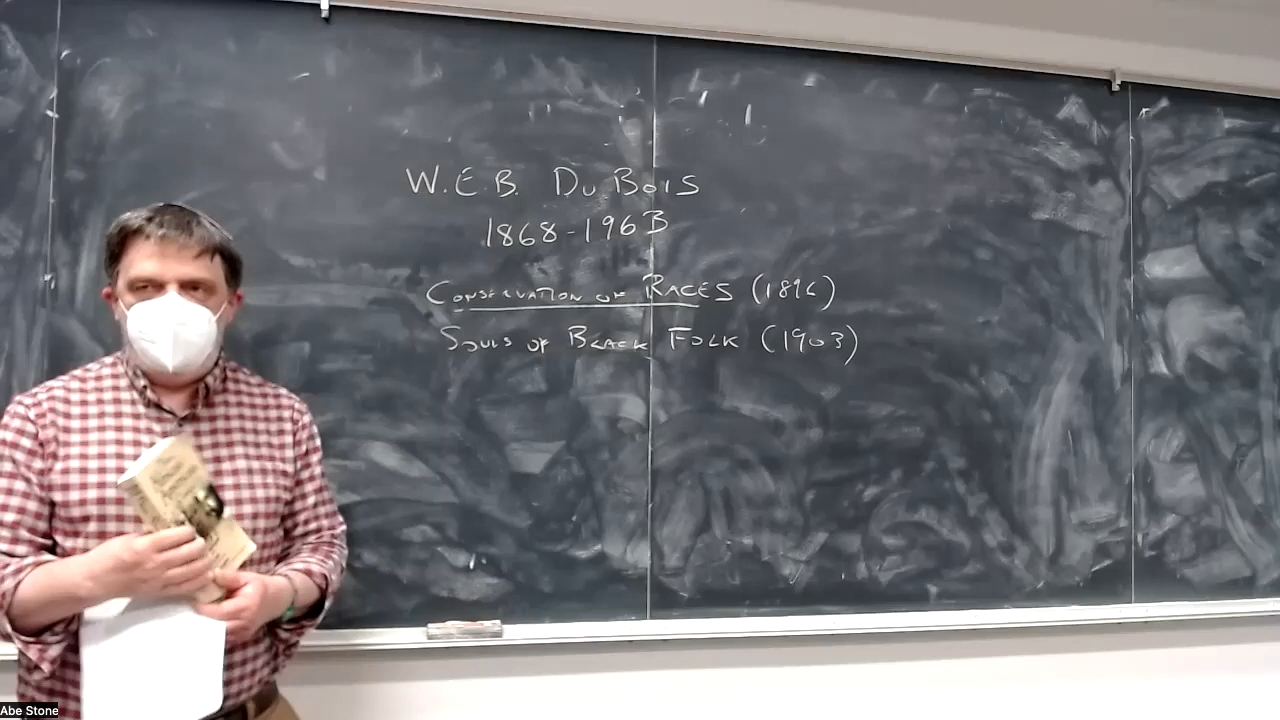 W.E.B. Du Bois
1868-1963
Conservation of Races (1896)
Souls of Black Folk (1903)
Abe Stone